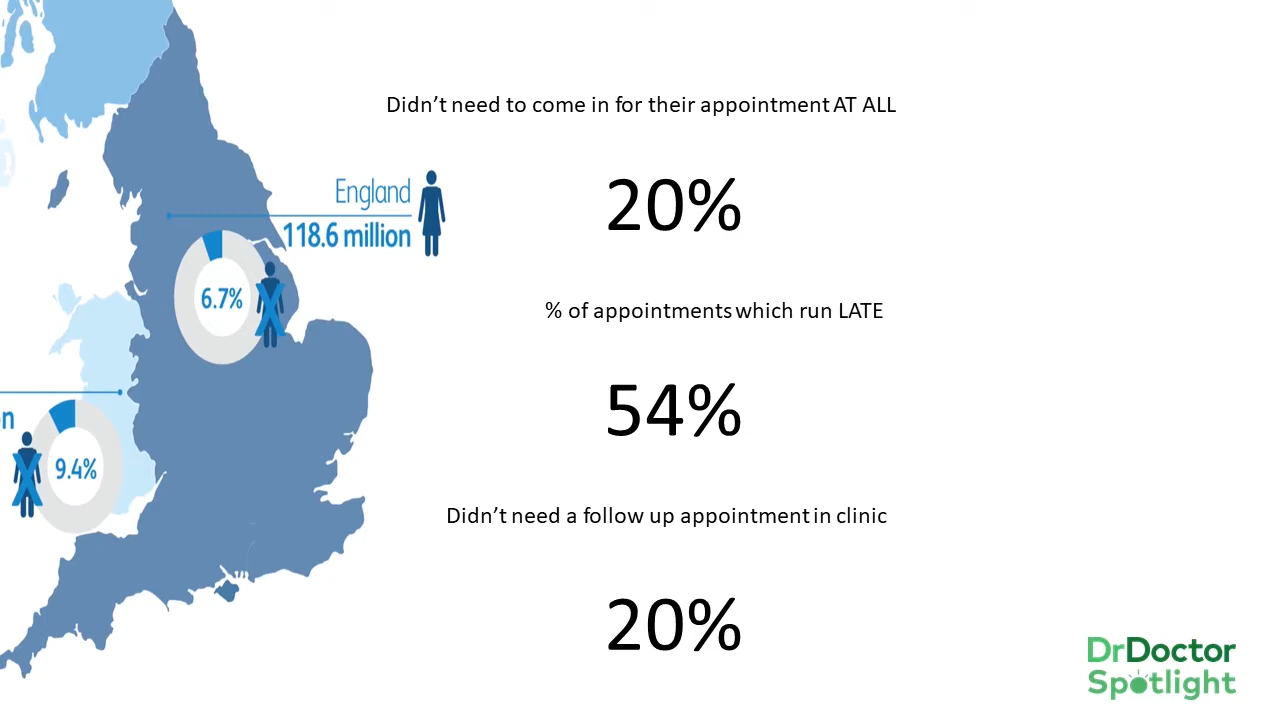 Didn't need to come in for their appointment AT ALL
England
118.6 million
20%
6.7%
% of appointments which run LATE
54%
9.4%
Didn't need a follow up appointment in clinic
20%
DrDoctor
Spotlight